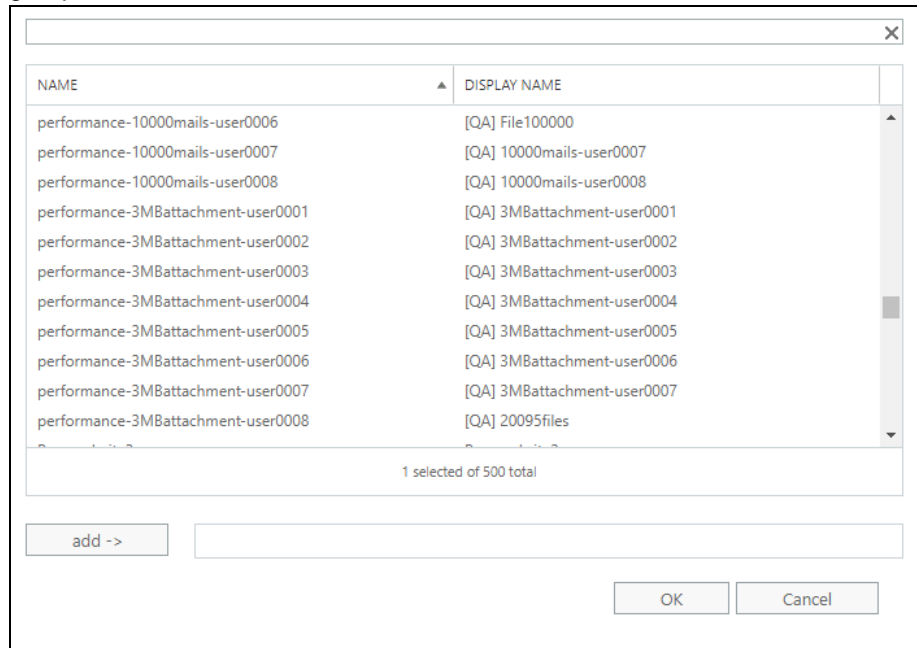 NAME DISPLAY NAME
performance-10000mails-user0006 [QA] File100000
performance-10000mails-user0007 [QA] 10000mails-user0007
performance-10000mails-user0008 [QA] 10000mails-user0008
performance-3MBattachment-user0001 [QA] 3MBattachment-user0001
performance-3MBattachment-user0002 [QA] 3MBattachment-user0002
performance-3MBattachment-user0003 [QA] 3MBattachment-user0003
performance-3MBattachment-user0004 [QA] 3MBattachment-user0004
performance-3MBattachment-user0005 [QA] 3MBattachment-user0005
performance-3MBattachment-user0006 [QA] 3MBattachment-user0006
performance-3MBattachment-user0007 [QA] 3MBattachment-user0007
performance-3MBattachment-user0008 [QA] 20095files
1 selected of 500 total
add ->
OK Cancel